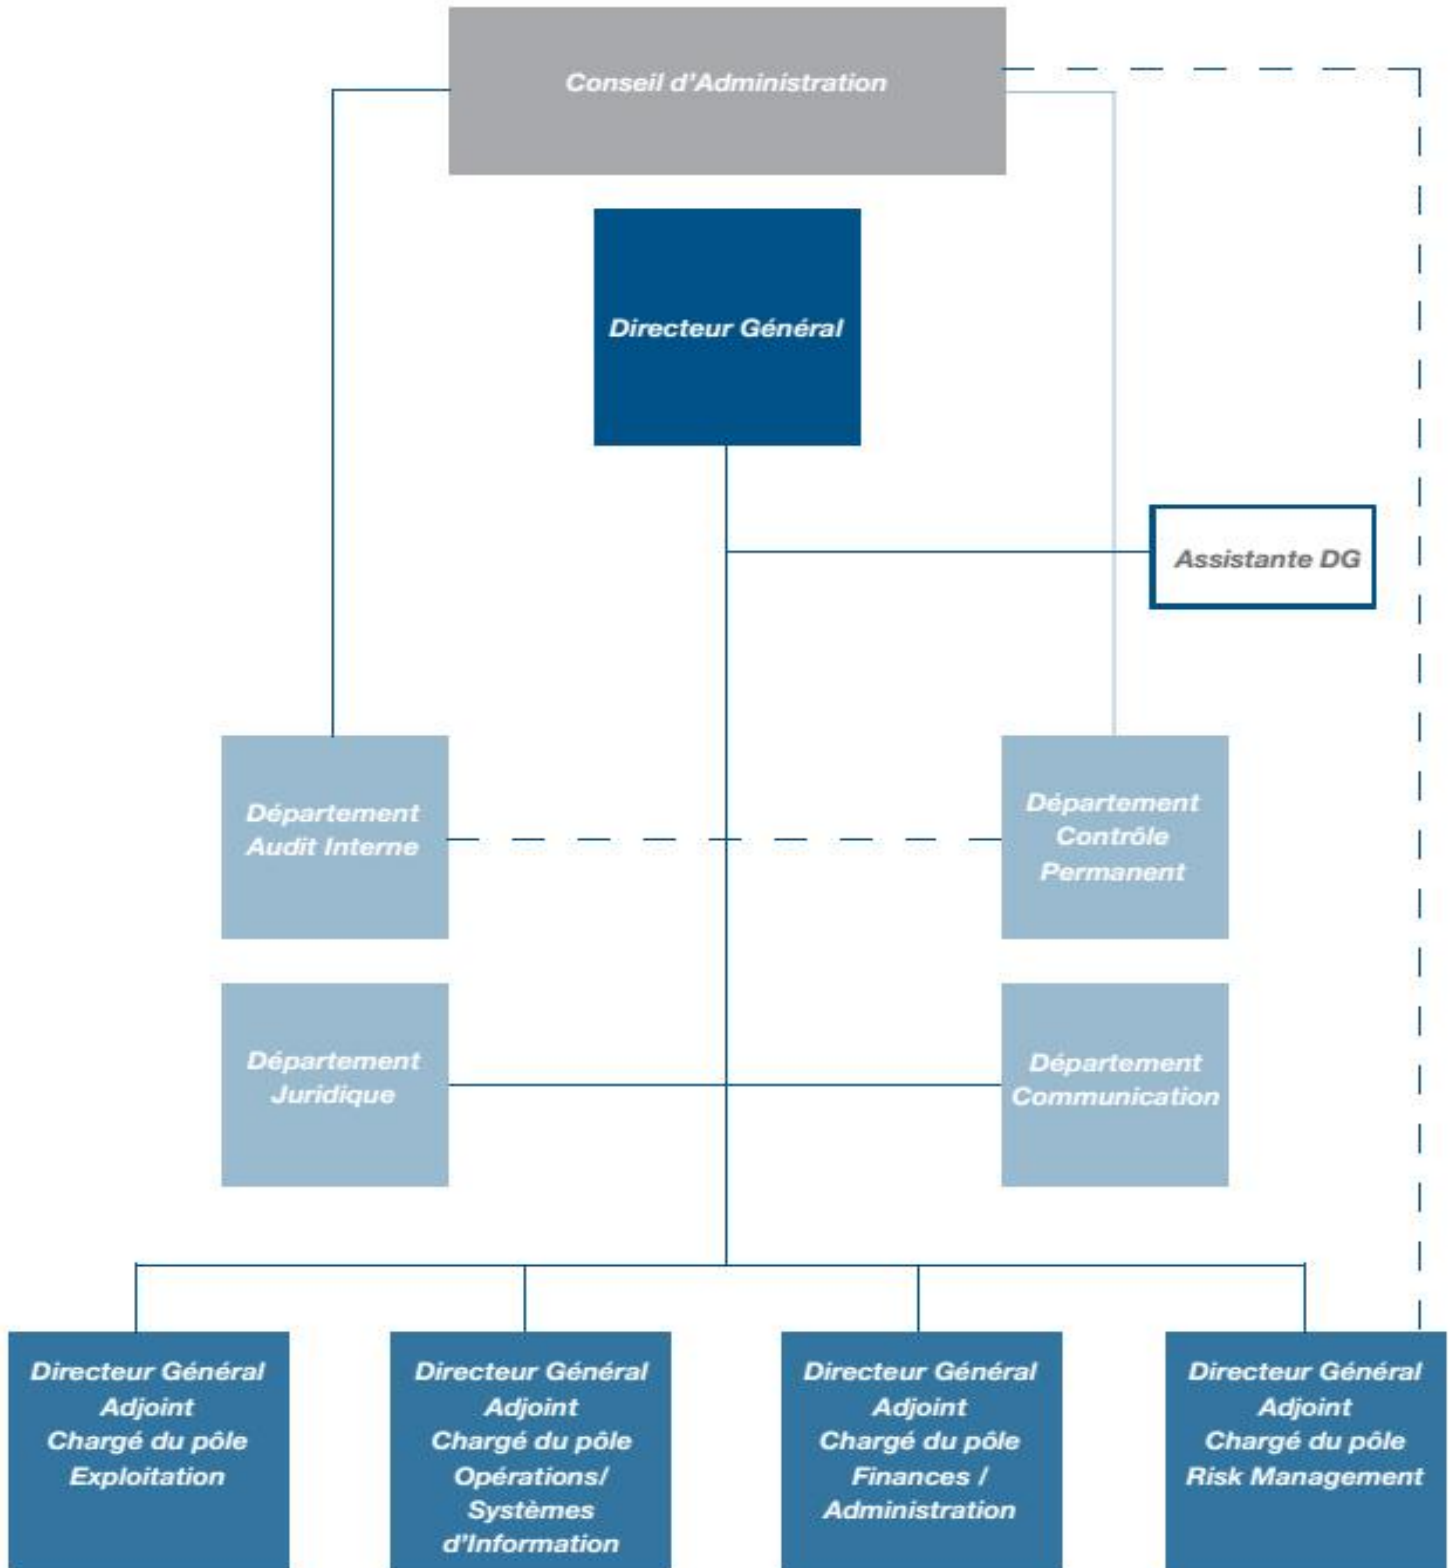 Conseil d'Administration
Directeur Général
Assistante DG
Département
Audit Interne
Département
Contrôle
Permanent
Département
Juridique
Département
Communication
Directeur Général
Adjoint
Chargé du pôle
Exploitation
Directeur Général
Adjoint
Chargé du pôle
Opérations/
Systèmes
d'Information
Directeur Général
Adjoint
Chargé du pôle
Finances /
Administration
Directeur Général
Adjoint
Chargé du pôle
Risk Management